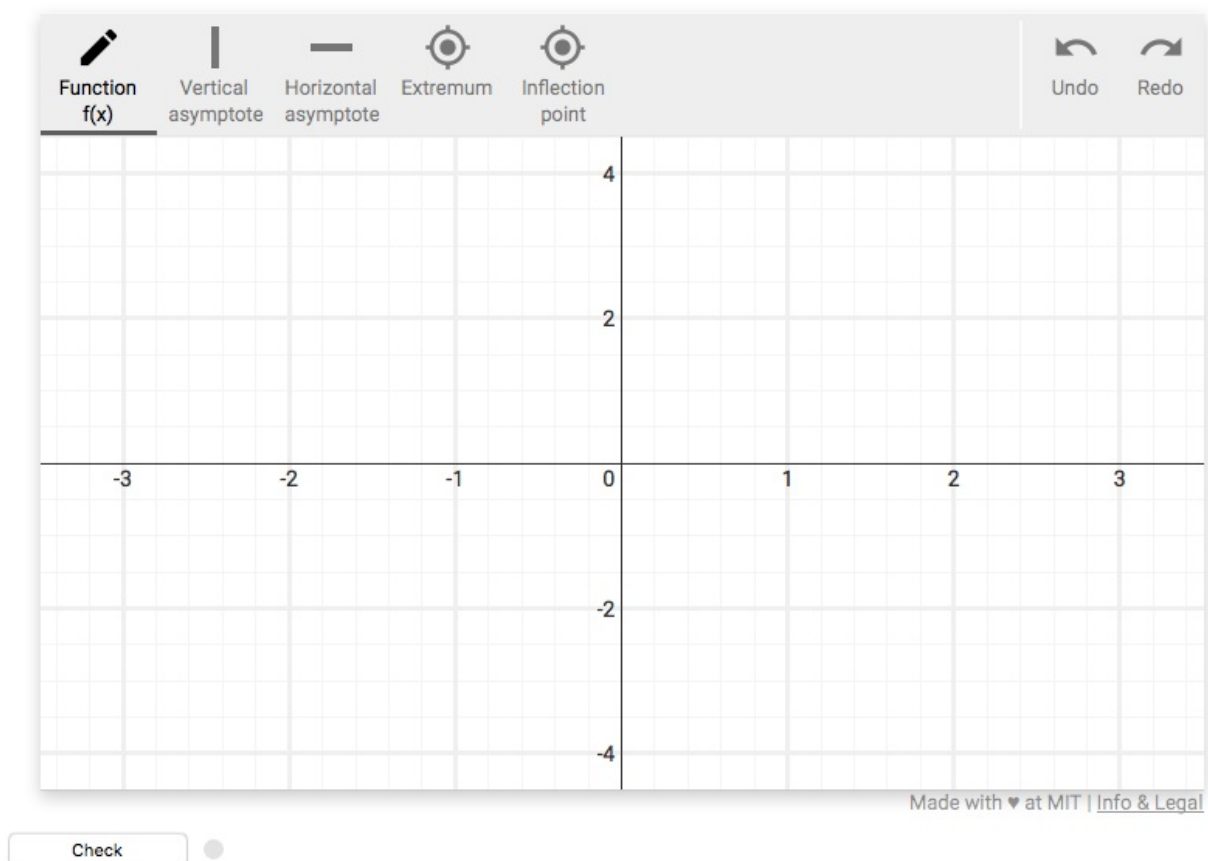 Function
f(x)
Vertical
asymptote
Horizontal
asymptote
Extremum
Inflection
point
Undo
Redo
4
2
-3 -2 -1 0 1 2 3
-2
-4
Made with ♥ at MIT | Info & Legal
Check